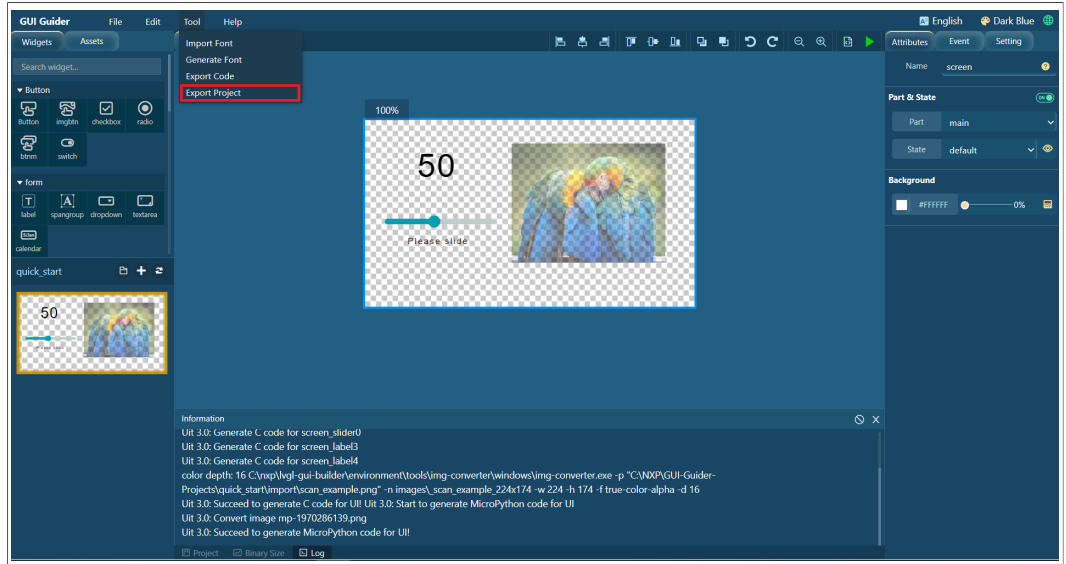 GUI Guider File Edit Tool Help English Dark Blue
Widgets Assets
Import Font
Generate Font
Export Code
Export Project
Search widget...
Button
Button imgbtn checkbox radio
btnm switch
form
label spangroup dropdown textarea
calendar
quick_start
50
100%
50
Please slide
Attributes Event Setting
Name screen
Part & State ON
Part main
State default
Background
#FFFFFF 0%
Information
Uit 3.0: Generate C code for screen_slider0
Uit 3.0: Generate C code for screen_label3
Uit 3.0: Generate C code for screen_label4
color depth: 16 C:\nxp\lvgl-gui-builder\environment\tools\img-converter\windows\img-converter.exe -p "C:\NXP\GUI-Guider-
Projects\quick_start\import\scan_example.png" -n images\_scan_example_224x174 -w 224 -h 174 -f true-color-alpha -d 16
Uit 3.0: Succeed to generate C code for UI! Uit 3.0: Start to generate MicroPython code for UI
Uit 3.0: Convert image mp-1970286139.png
Uit 3.0: Succeed to generate MicroPython code for UI!
Project Binary Size Log